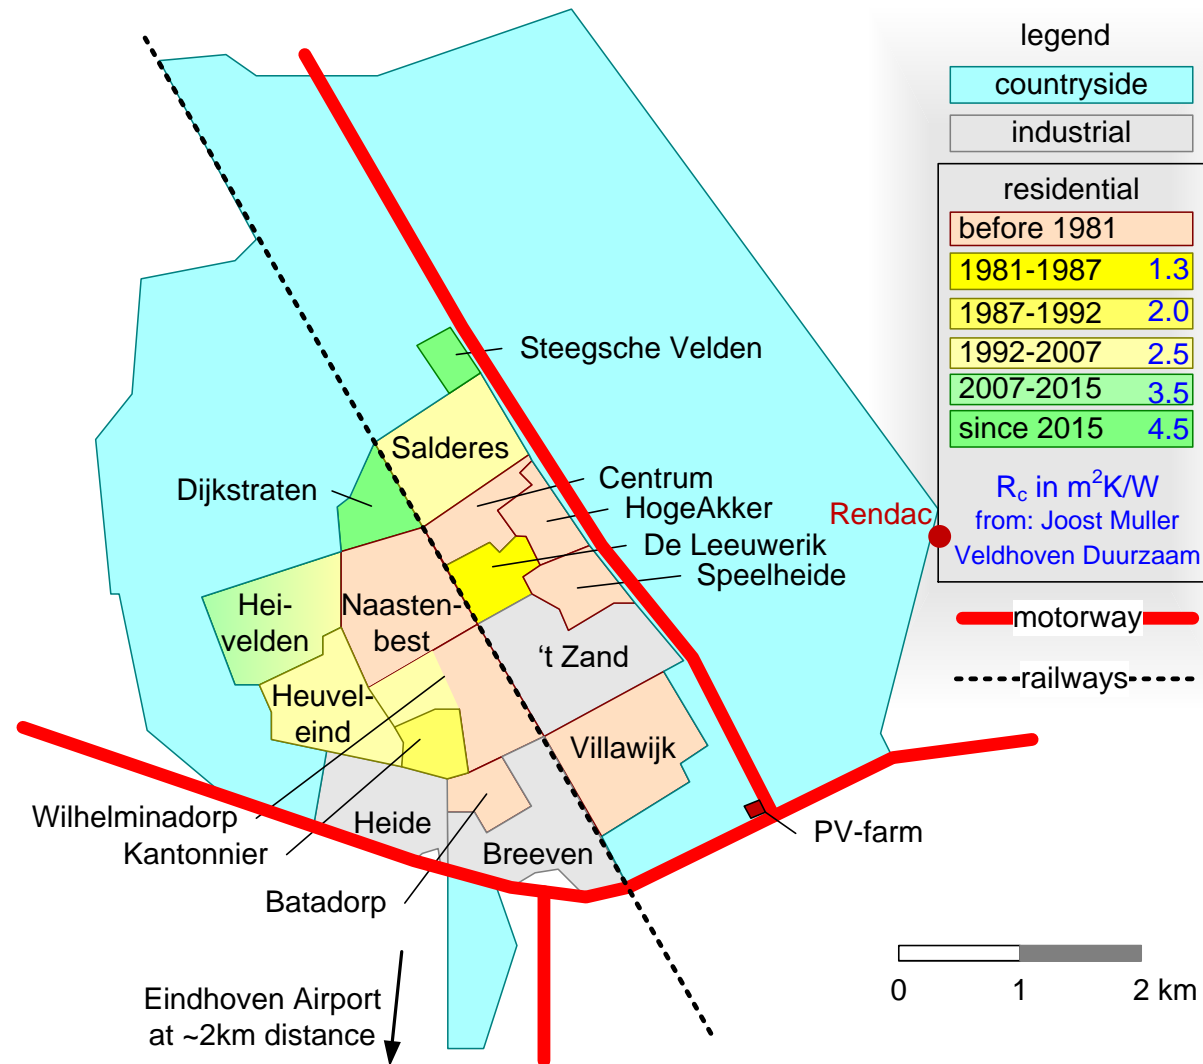 legend
countryside
industrial
residential
before 1981
1981-1987 1.3
1987-1992 2.0
1992-2007 2.5
2007-2015 3.5
since 2015 4.5
Rc in m²K/W
from: Joost Muller
Veldhoven Duurzaam
motorway
railways
Steegsche Velden
Salderes
Centrum
Dijkstraten
HogeAkker
Rendac
De Leeuwerik
Speelheide
Hei-
velden
Naasten-
best
‘t Zand
Heuvel-
eind
Villawijk
Wilhelminadorp
Heide
PV-farm
Kantonnier
Breeven
Batadorp
Eindhoven Airport
at ~2km distance
0 1 2 km